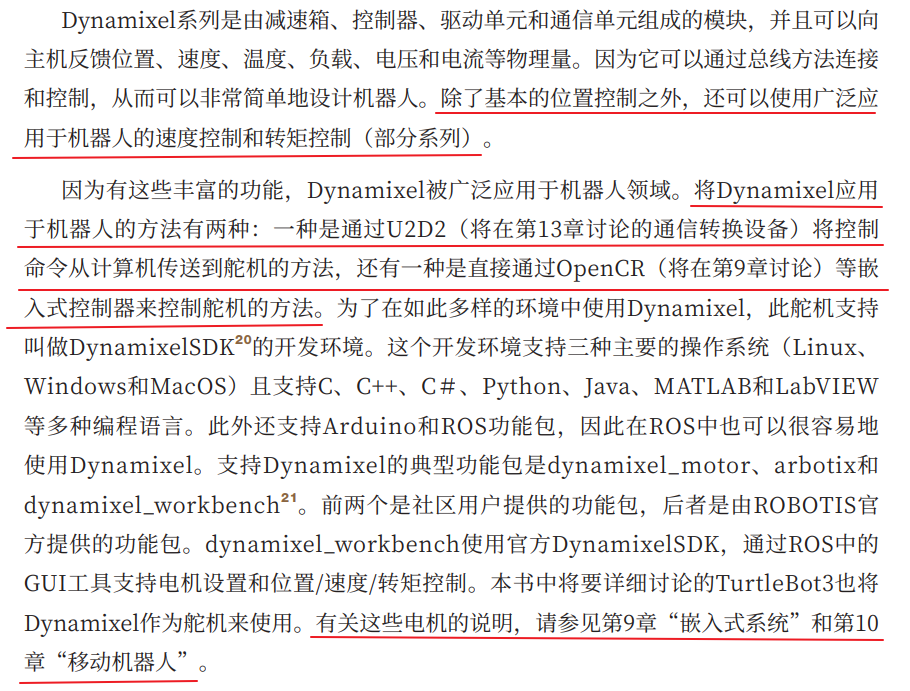 Dynamixel系列是由减速箱、控制器、驱动单元和通信单元组成的模块，并且可以向
主机反馈位置、速度、温度、负载、电压和电流等物理量。因为它可以通过总线方法连接
和控制，从而可以非常简单地设计机器人。除了基本的位置控制之外，还可以使用广泛应
用于机器人的速度控制和转矩控制（部分系列）。
因为有这些丰富的功能，Dynamixel被广泛应用于机器人领域。将Dynamixel应用
于机器人的方法有两种：一种是通过U2D2（将在第13章讨论的通信转换设备）将控制
命令从计算机传送到舵机的方法，还有一种是直接通过OpenCR（将在第9章讨论）等嵌
入式控制器来控制舵机的方法。为了在如此多样的环境中使用Dynamixel，此舵机支持
叫做DynamixelSDK20的开发环境。这个开发环境支持三种主要的操作系统（Linux、
Windows和MacOS）且支持C、C++、C＃、Python、Java、MATLAB和LabVIEW
等多种编程语言。此外还支持Arduino和ROS功能包，因此在ROS中也可以很容易地
使用Dynamixel。支持Dynamixel的典型功能包是dynamixel_motor、arbotix和
dynamixel_workbench21。前两个是社区用户提供的功能包，后者是由ROBOTIS官
方提供的功能包。dynamixel_workbench使用官方DynamixelSDK，通过ROS中的
GUI工具支持电机设置和位置/速度/转矩控制。本书中将要详细讨论的TurtleBot3也将
Dynamixel作为舵机来使用。有关这些电机的说明，请参见第9章“嵌入式系统”和第10
章“移动机器人”。